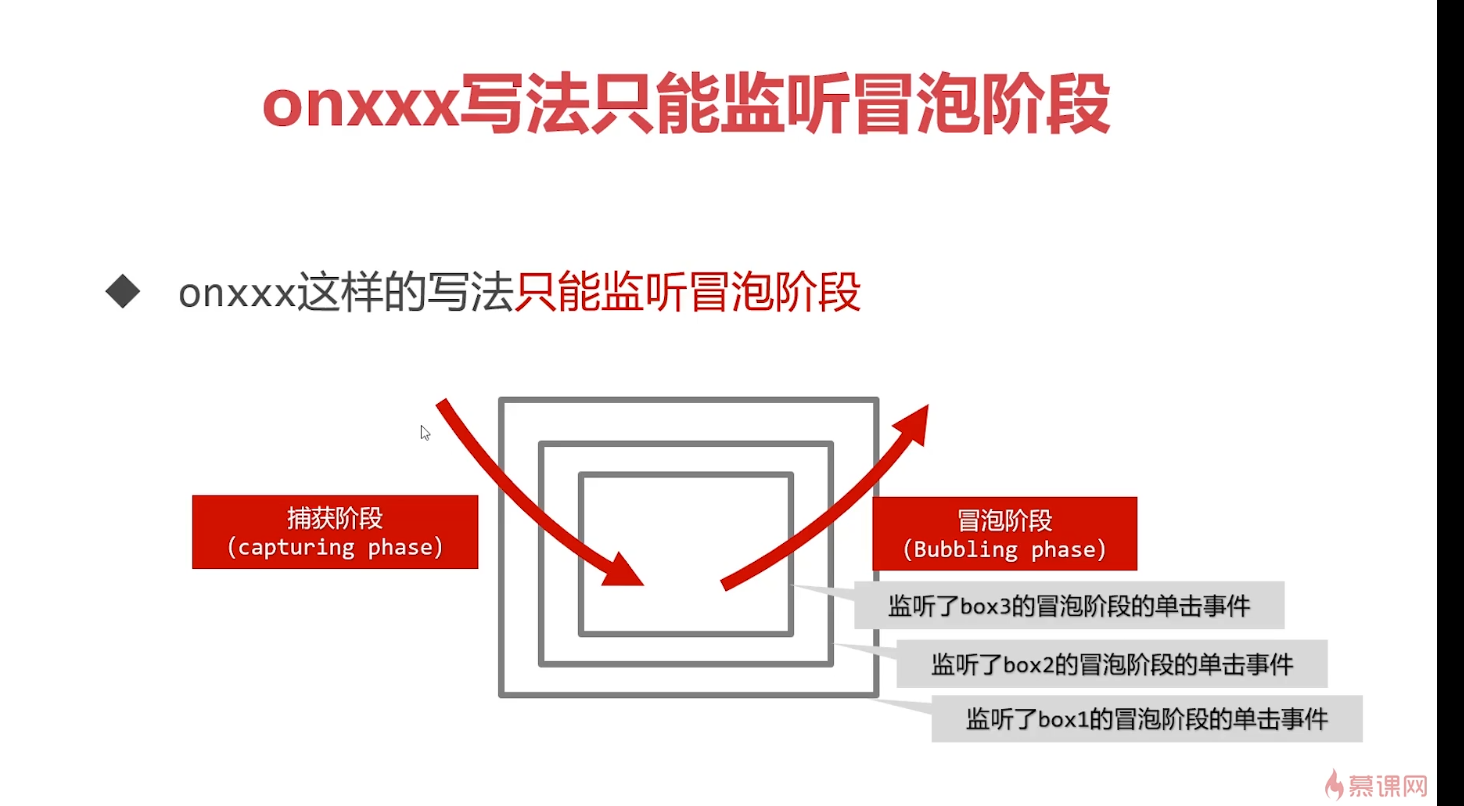 onxxx写法只能监听冒泡阶段
onxxx这样的写法只能监听冒泡阶段
捕获阶段
(capturing phase)
冒泡阶段
(Bubbling phase)
监听了box3的冒泡阶段的单击事件
监听了box2的冒泡阶段的单击事件
监听了box1的冒泡阶段的单击事件
慕课网